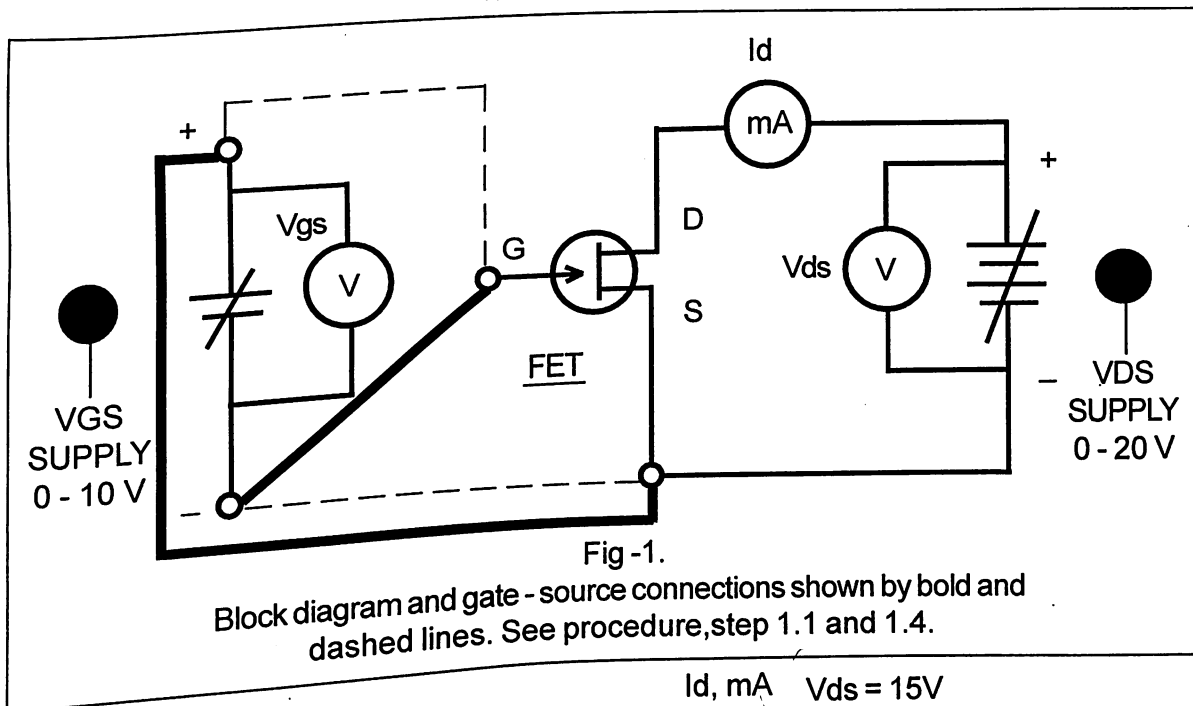 Id
mA
+
+
Vgs
V
G
D
S
Vds
V
FET
VGS
SUPPLY
0 - 10 V
VDS
SUPPLY
0 - 20 V
–
–
Fig -1.
Block diagram and gate - source connections shown by bold and
dashed lines. See procedure,step 1.1 and 1.4.
Id, mA Vds = 15V